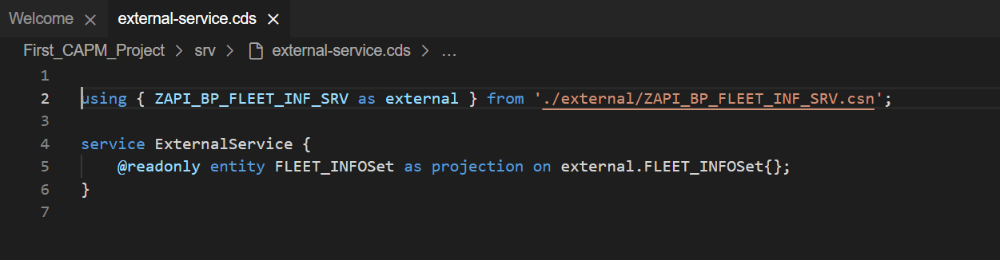 Welcome × external-service.cds ×
First_CAPM_Project > srv > external-service.cds > ...
1
2 using { ZAPI_BP_FLEET_INF_SRV as external } from './external/ZAPI_BP_FLEET_INF_SRV.csn';
3
4 service ExternalService {
5     @readonly entity FLEET_INFOSet as projection on external.FLEET_INFOSet{};
6 }
7